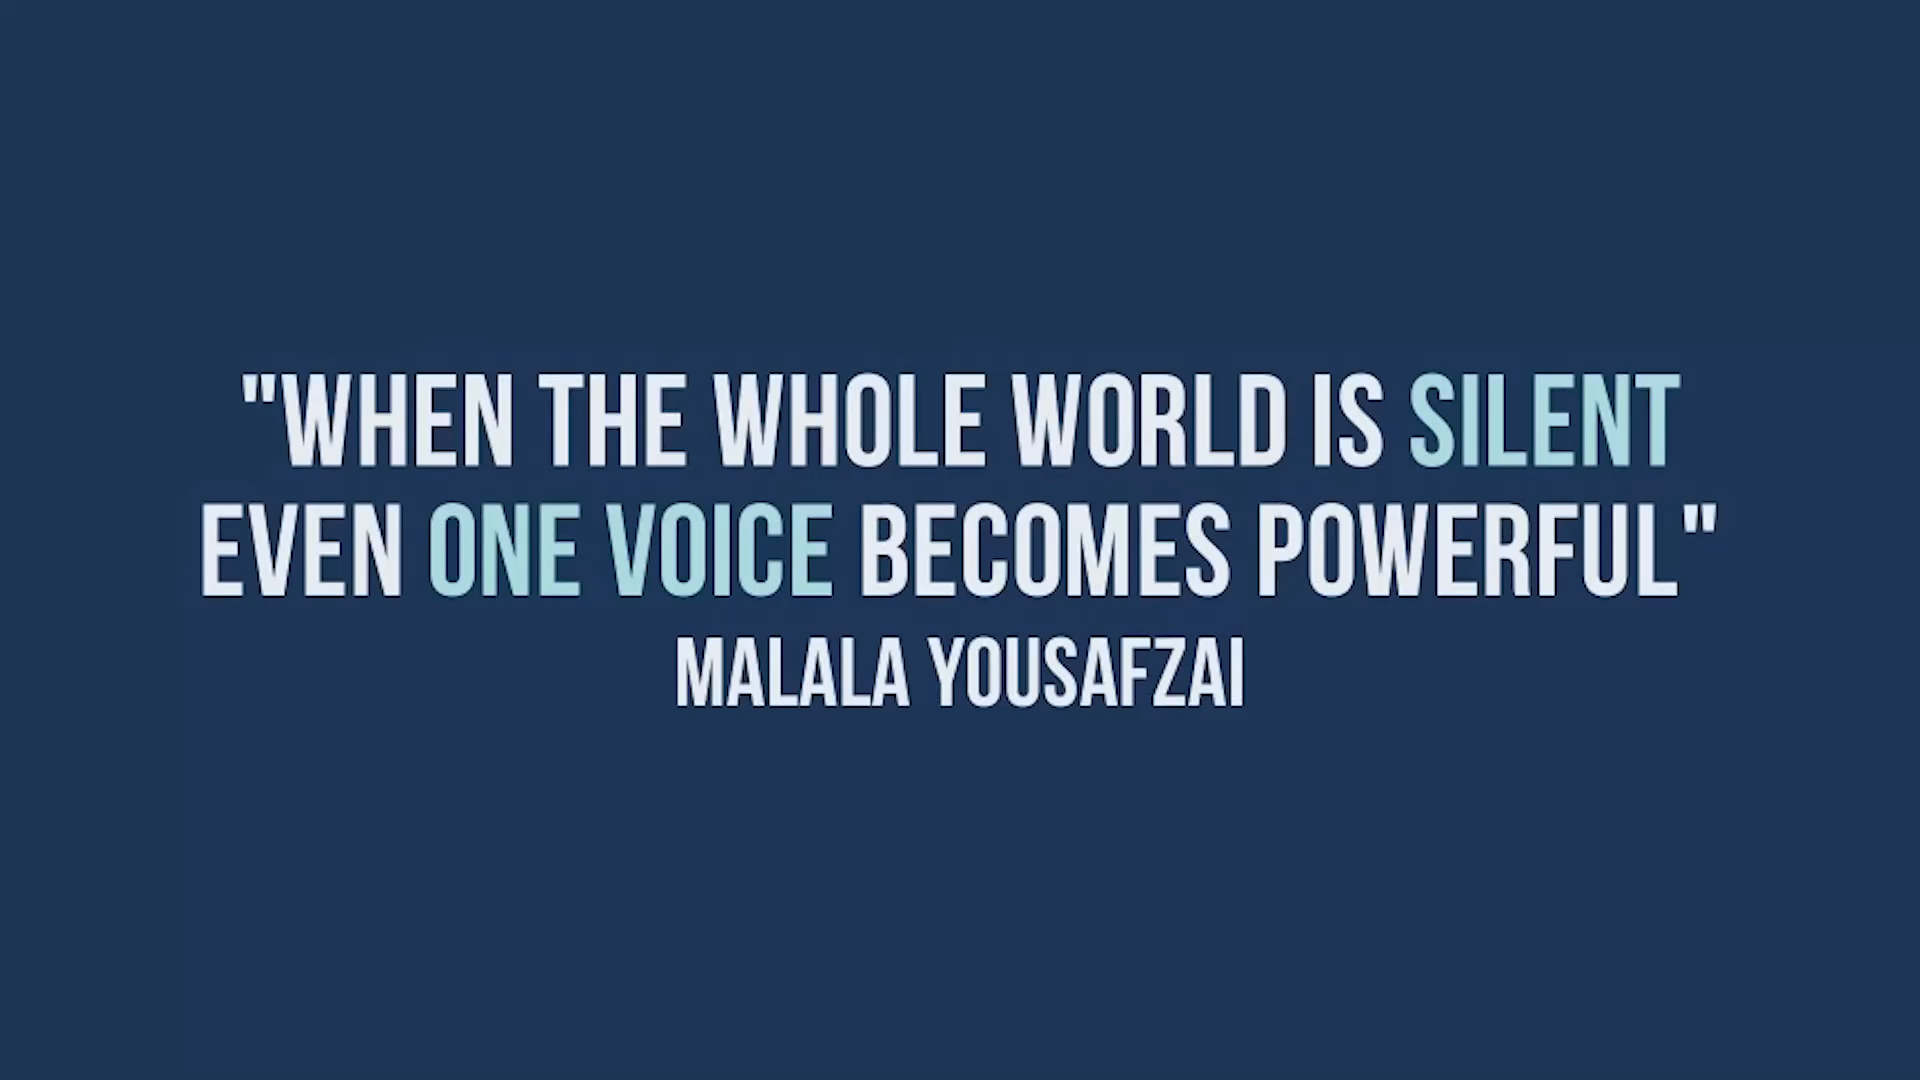 "WHEN THE WHOLE WORLD IS SILENT
EVEN ONE VOICE BECOMES POWERFUL"
MALALA YOUSAFZAI